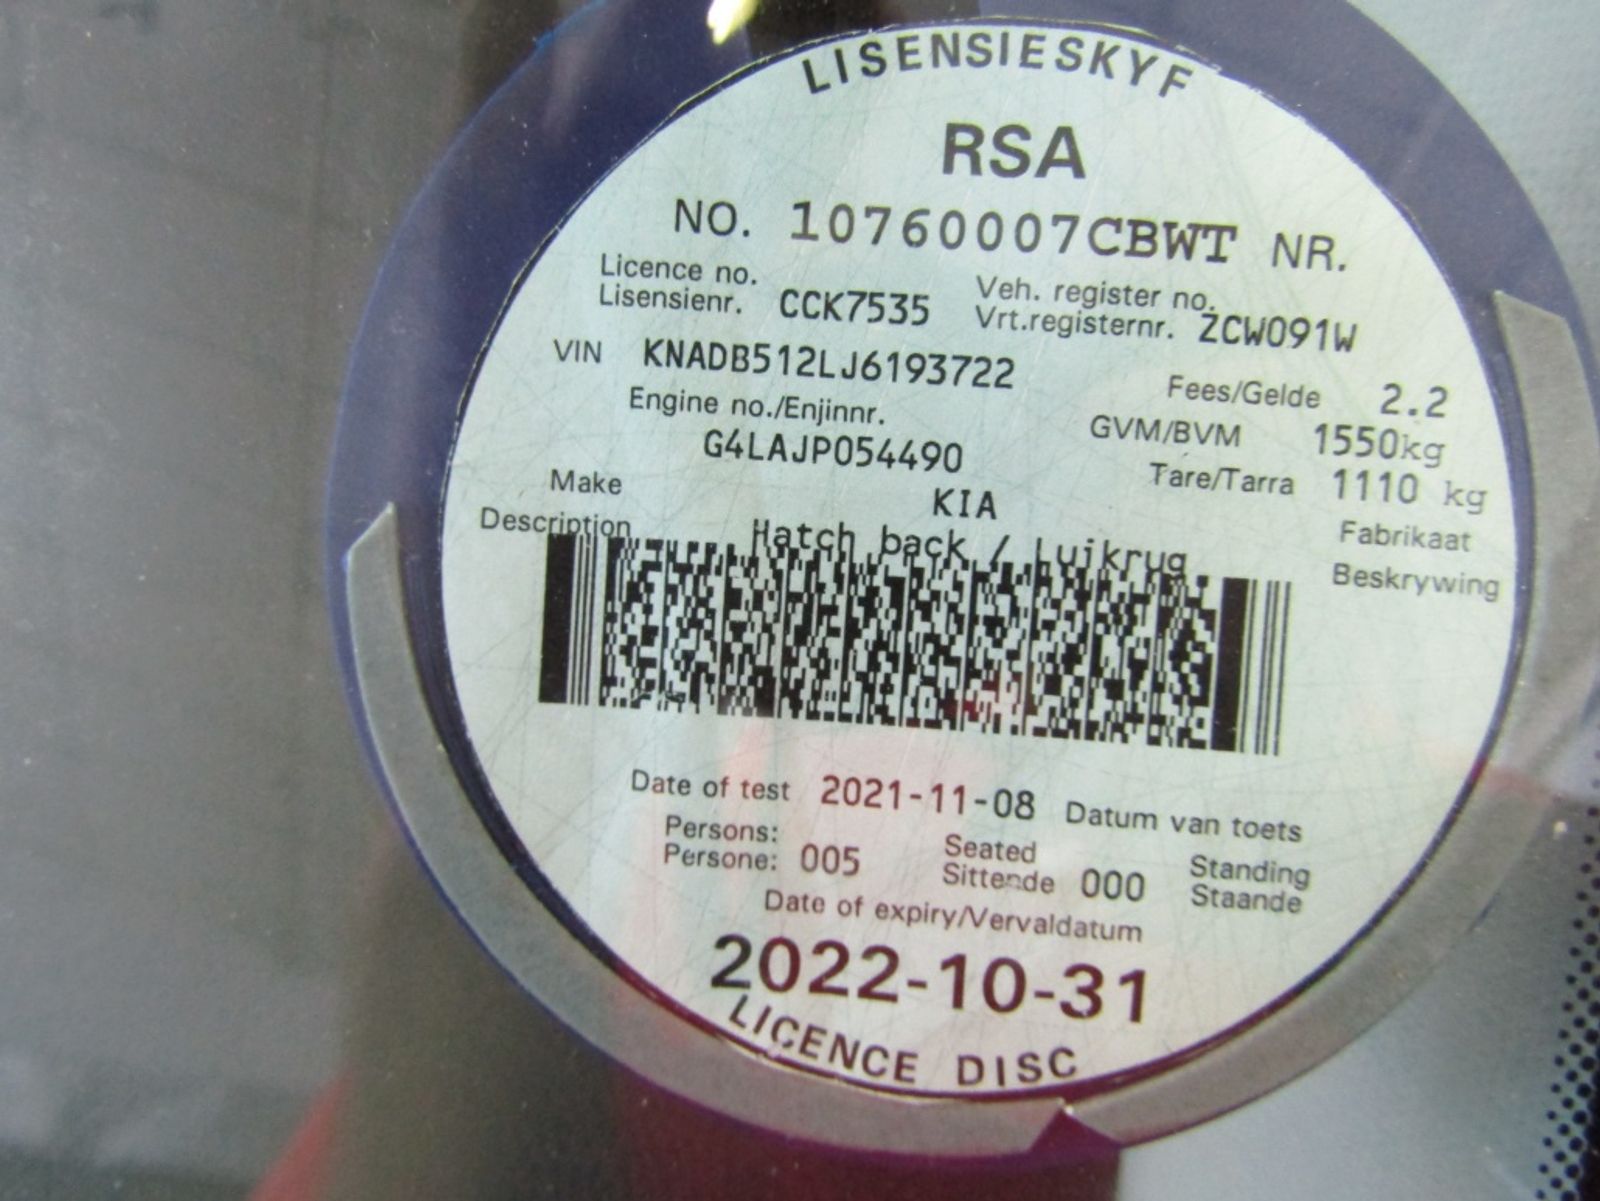 LISENSIESKYF
RSA
NO. 10760007CBWT NR.
Licence no.
Lisensienr. CCK7535
Veh. register no.
Vrt.registernr. ZCW091W
VIN KNADB512LJ6193722
Fees/Gelde 2.2
Engine no./Enjinnr.
G4LAJP054490
GVM/BVM 1550kg
Tare/Tarra 1110 kg
Make KIA Fabrikaat
Description Hatch back / Luikrug Beskrywing
Date of test 2021-11-08 Datum van toets
Persons: Seated Standing
Persone: 005 Sittende 000 Staande
Date of expiry/Vervaldatum
2022-10-31
LICENCE DISC